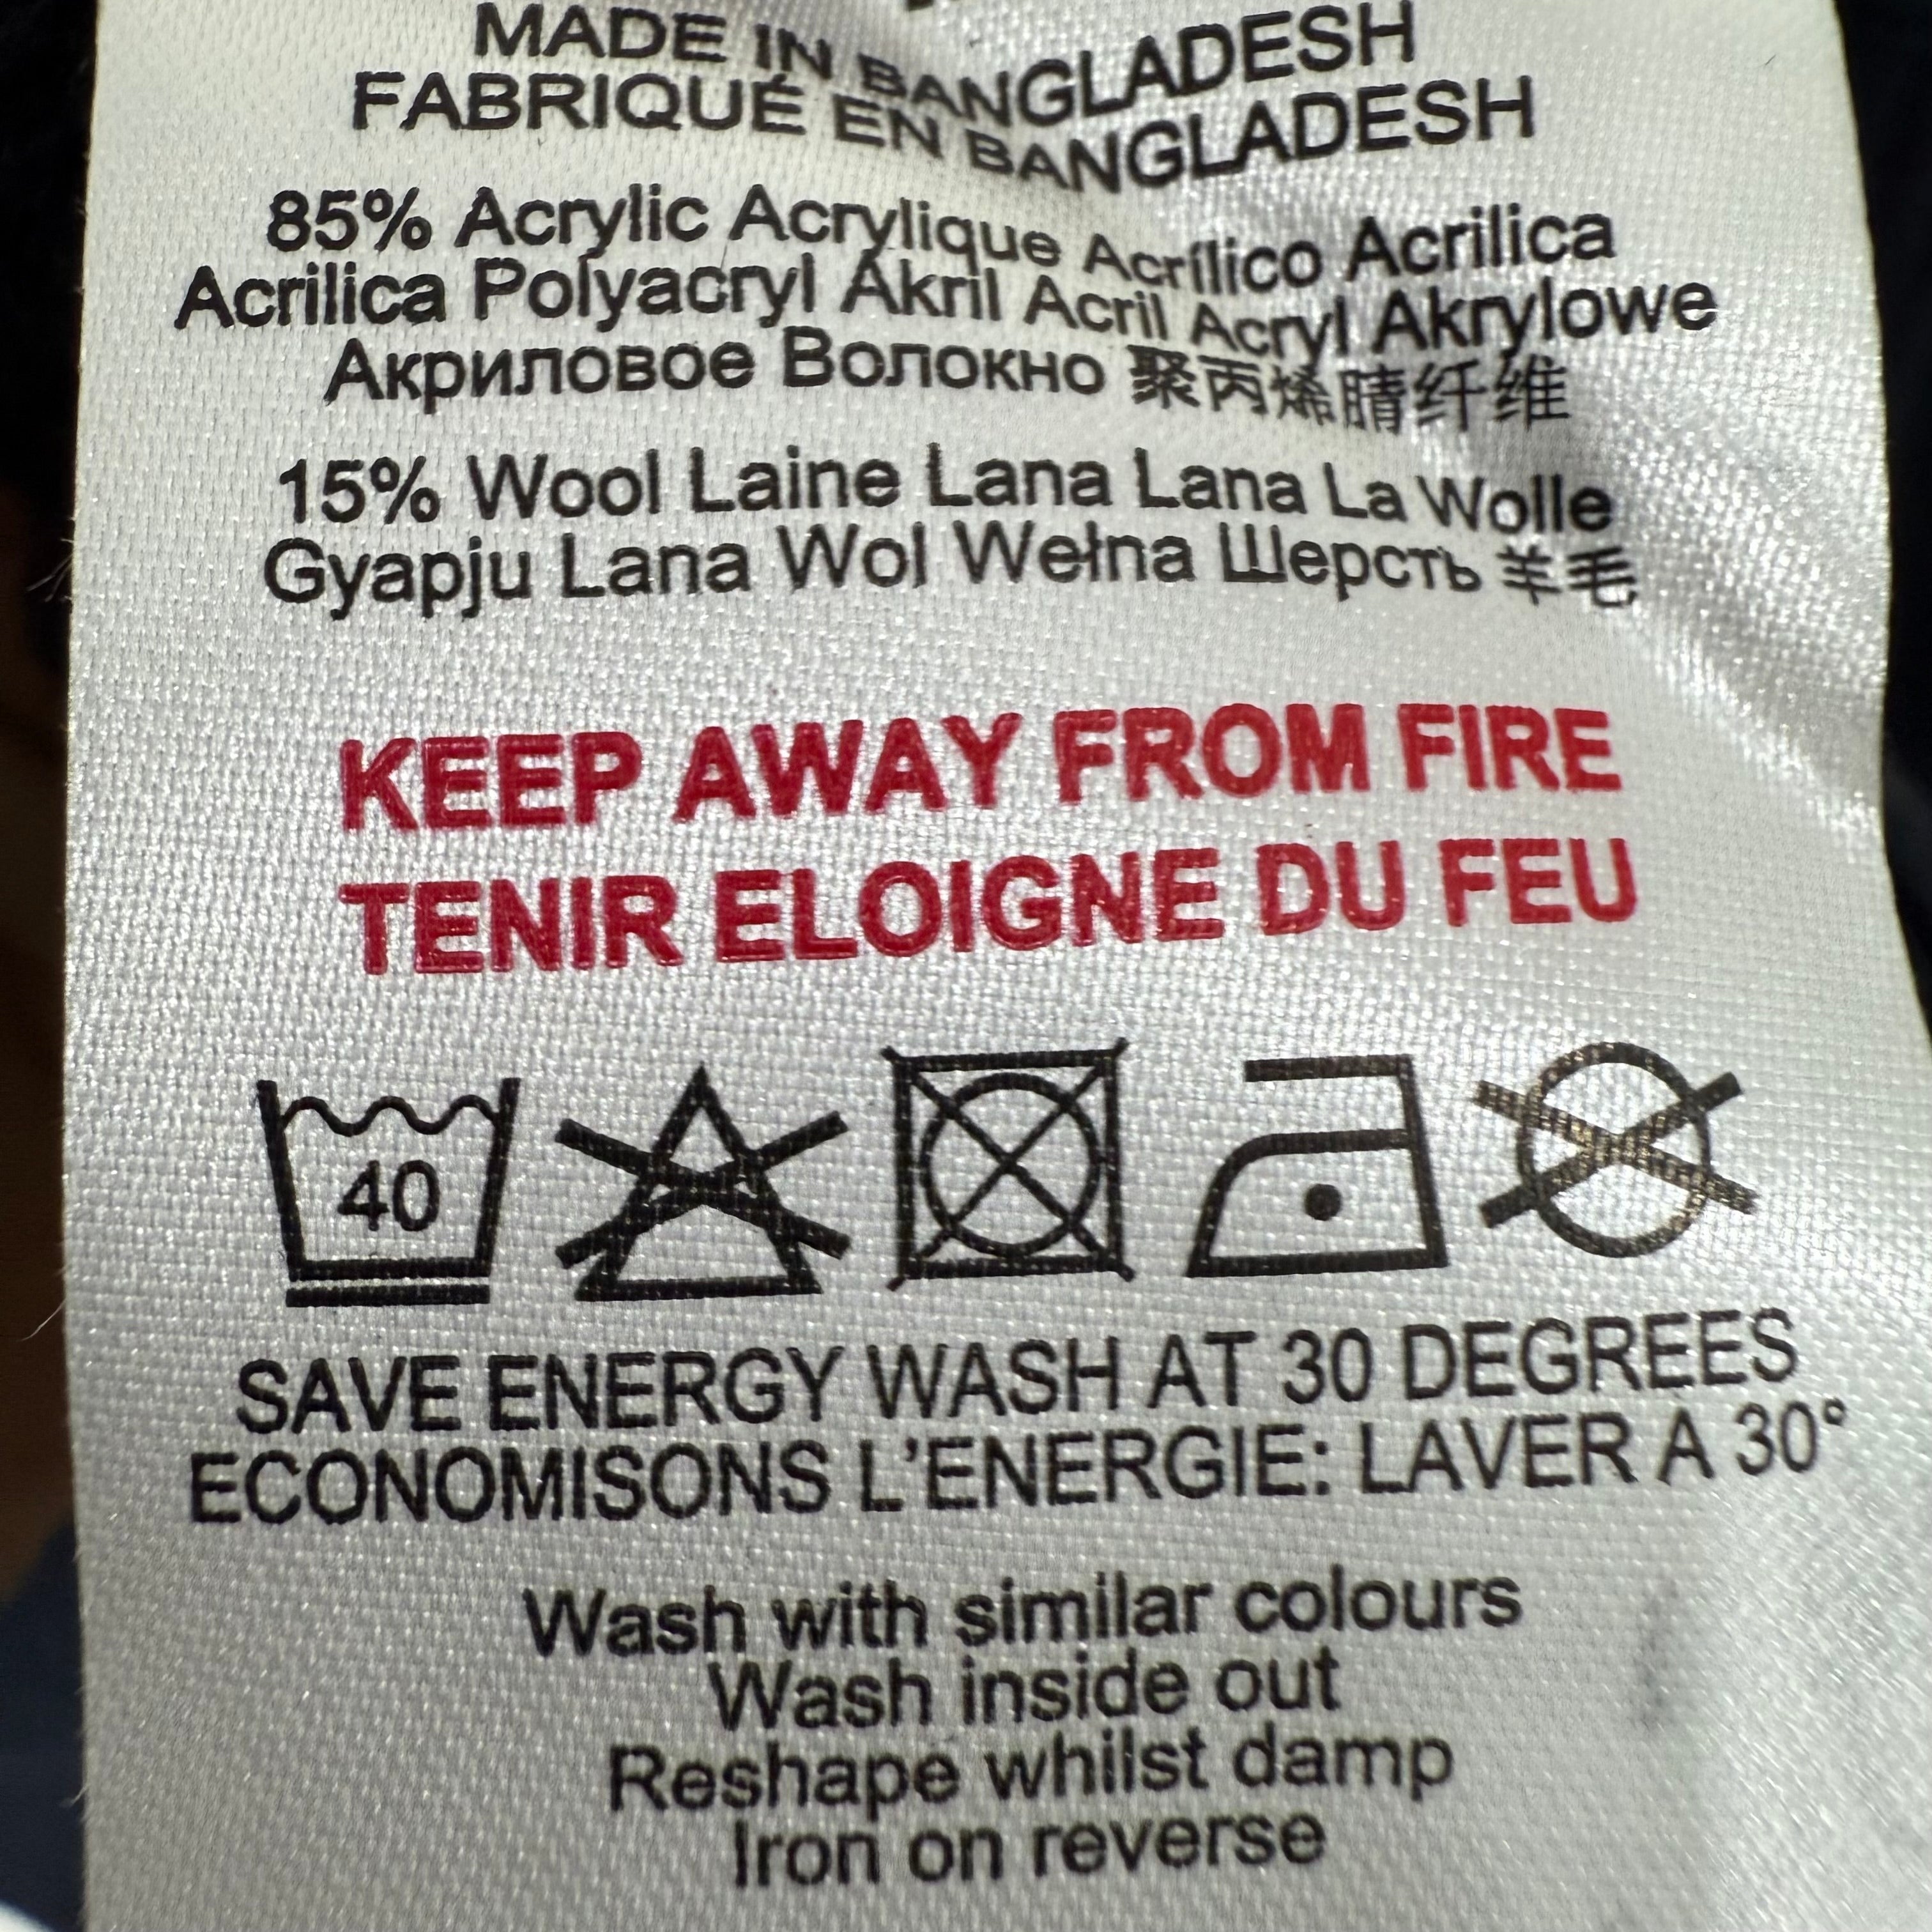 MADE IN BANGLADESH
FABRIQUÉ EN BANGLADESH
85% Acrylic Acrylique Acrílico Acrilica
Acrilica Polyacryl Akril Acril Acryl Akrylowe
Акриловое Волокно 聚丙烯腈纤维
15% Wool Laine Lana Lana La Wolle
Gyapju Lana Wol Wełna Шерсть 羊毛
KEEP AWAY FROM FIRE
TENIR ELOIGNE DU FEU
40
SAVE ENERGY WASH AT 30 DEGREES
ECONOMISONS L'ENERGIE: LAVER A 30°
Wash with similar colours
Wash inside out
Reshape whilst damp
Iron on reverse